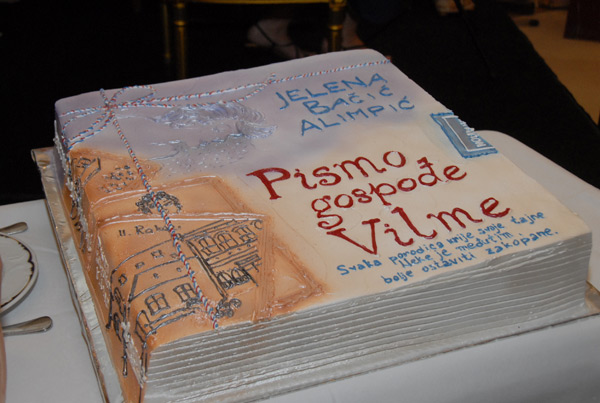 JELENA
BAČIĆ
ALIMPIĆ
Pismo
gospođe
Vilme
Svaka porodica krije svoje tajne
Neke je, međutim,
bolje ostaviti zakopane.